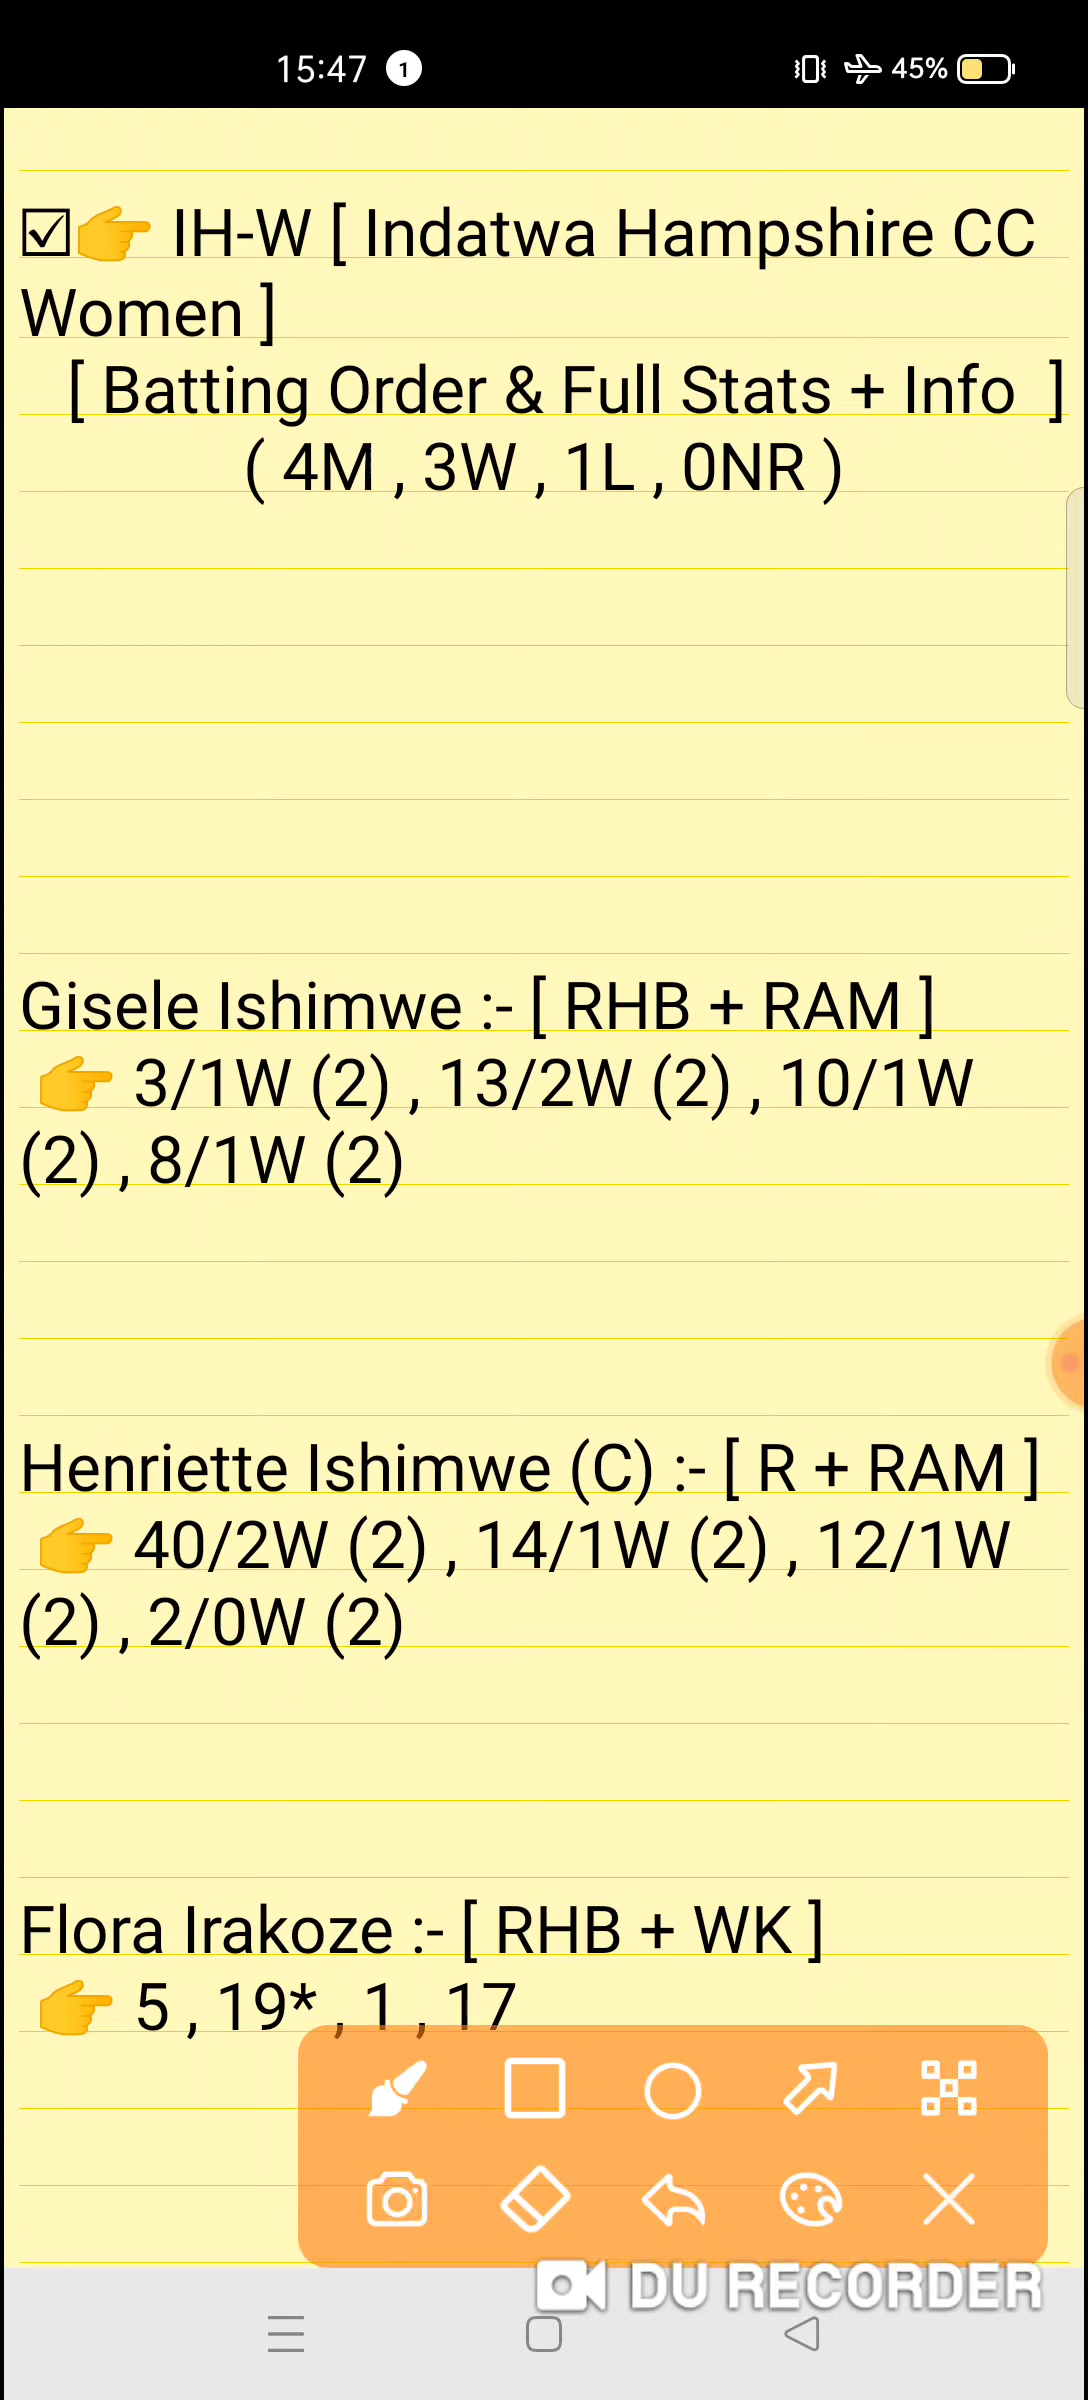 15:47 1 45%
☑👉 IH-W [ Indatwa Hampshire CC
Women ]
[ Batting Order & Full Stats + Info ]
( 4M , 3W , 1L , 0NR )
Gisele Ishimwe :- [ RHB + RAM ]
👉 3/1W (2) , 13/2W (2) , 10/1W
(2) , 8/1W (2)
Henriette Ishimwe (C) :- [ R + RAM ]
👉 40/2W (2) , 14/1W (2) , 12/1W
(2) , 2/0W (2)
Flora Irakoze :- [ RHB + WK ]
👉 5 , 19* , 1 , 17
DU RECORDER